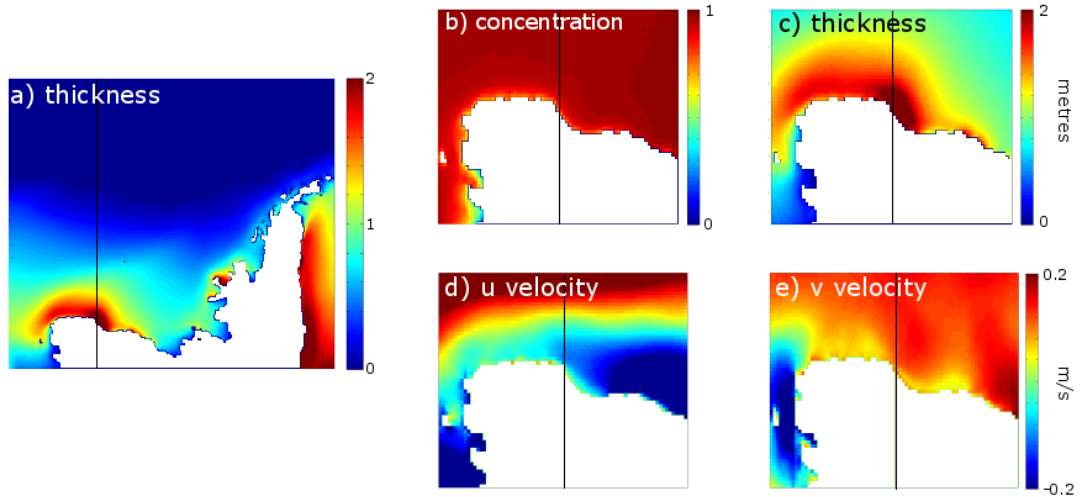 a) thickness
2
1
0
b) concentration
1
0
c) thickness
2
0
metres
d) u velocity
e) v velocity
0.2
-0.2
m/s